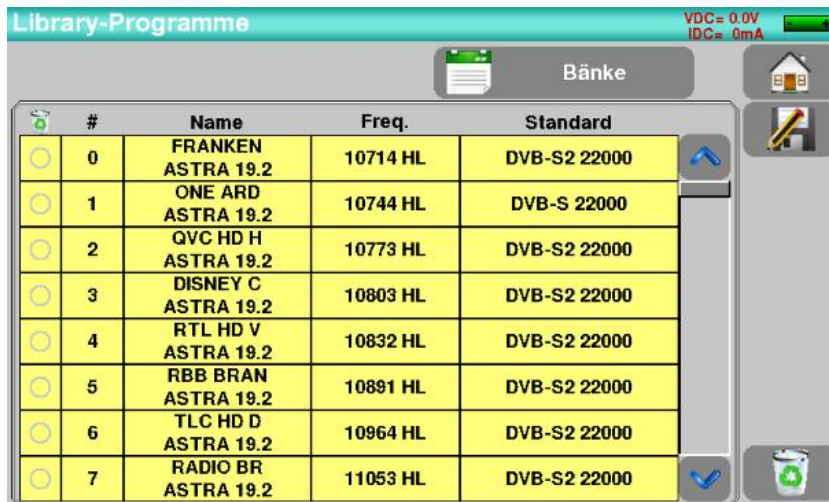 Library-Programme
VDC= 0.0V
IDC= 0mA
Bänke
# Name Freq. Standard
0 FRANKEN ASTRA 19.2 10714 HL DVB-S2 22000
1 ONE ARD ASTRA 19.2 10744 HL DVB-S 22000
2 QVC HD H ASTRA 19.2 10773 HL DVB-S2 22000
3 DISNEY C ASTRA 19.2 10803 HL DVB-S2 22000
4 RTL HD V ASTRA 19.2 10832 HL DVB-S2 22000
5 RBB BRAN ASTRA 19.2 10891 HL DVB-S2 22000
6 TLC HD D ASTRA 19.2 10964 HL DVB-S2 22000
7 RADIO BR ASTRA 19.2 11053 HL DVB-S2 22000